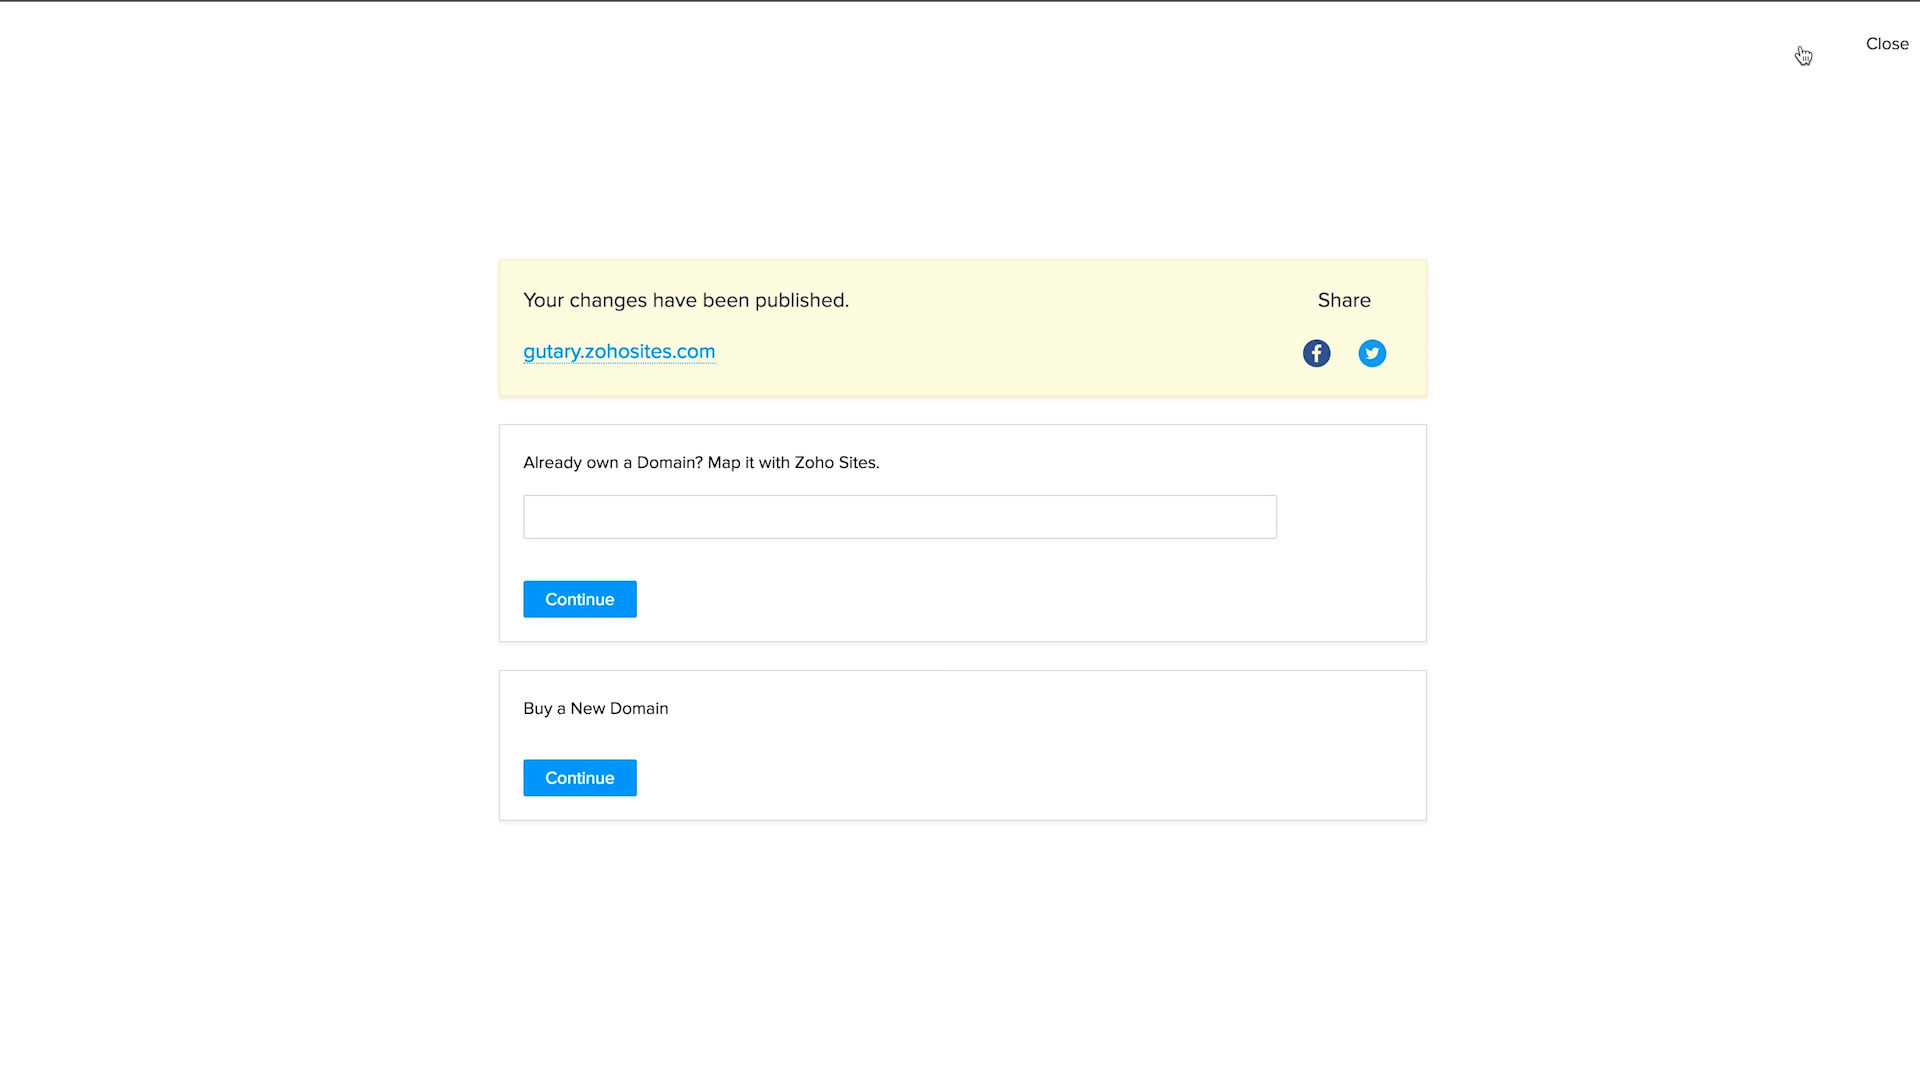 Close
Your changes have been published.
Share
gutary.zohosites.com
Already own a Domain? Map it with Zoho Sites.
Continue
Buy a New Domain
Continue